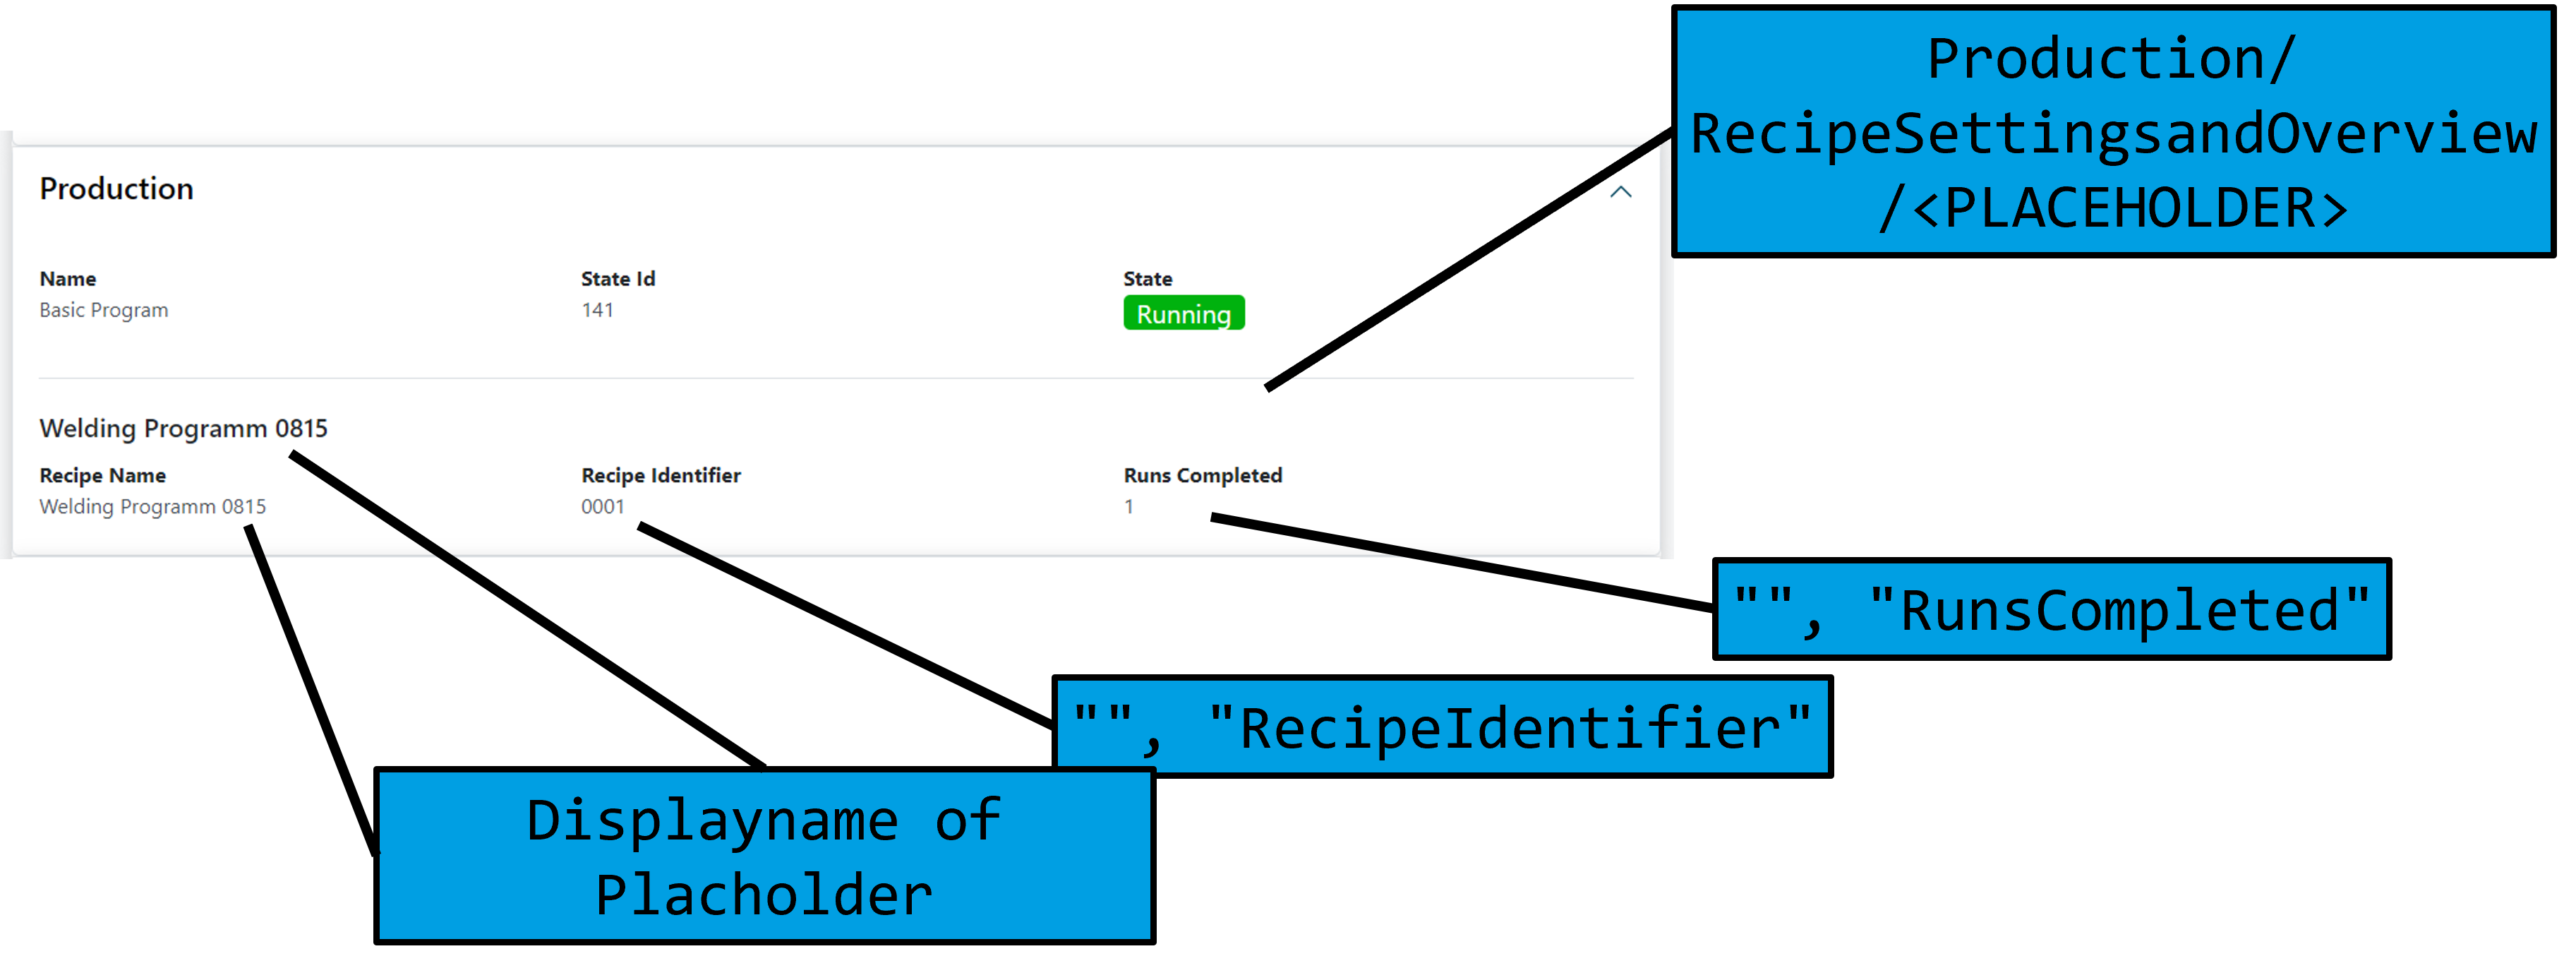 Production/
RecipeSettingsandOverview
/<PLACEHOLDER>
Production
Name
State Id
State
Basic Program
141
Running
Welding Programm 0815
Recipe Name
Recipe Identifier
Runs Completed
Welding Programm 0815
0001
1
"", "RunsCompleted"
"", "RecipeIdentifier"
Displayname of
Placholder